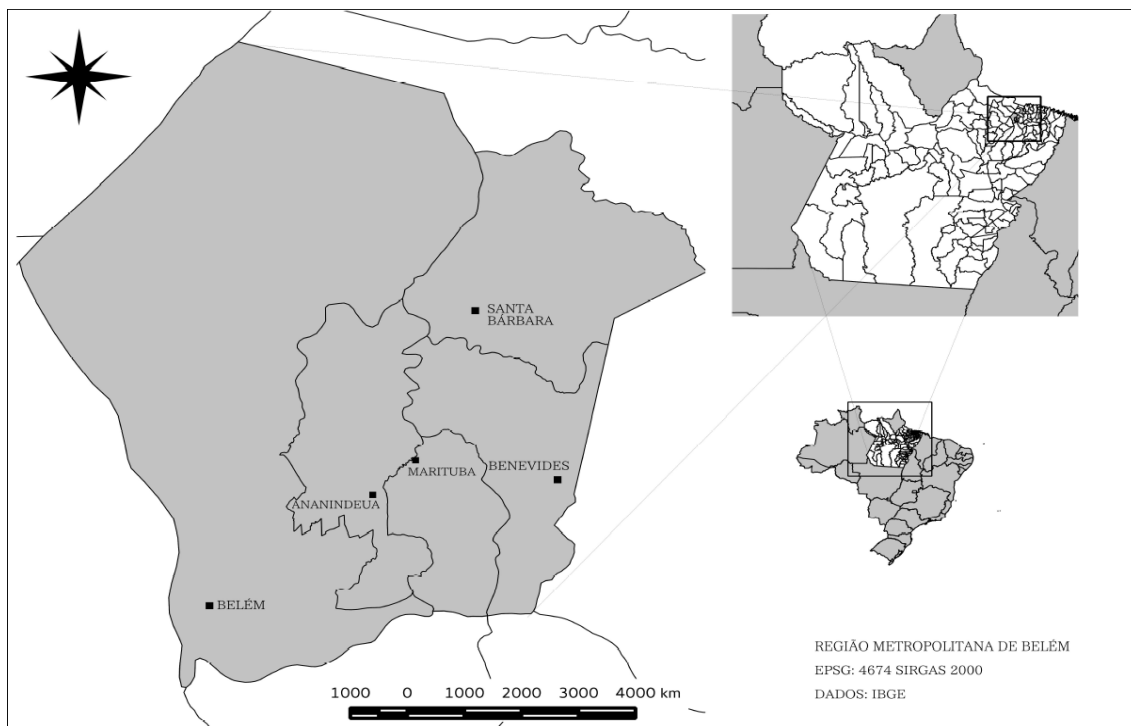 SANTA
BÁRBARA
MARITUBA
BENEVIDES
ANANINDEUA
BELÉM
1000 0 1000 2000 3000 4000 km
REGIÃO METROPOLITANA DE BELÉM
EPSG: 4674 SIRGAS 2000
DADOS: IBGE